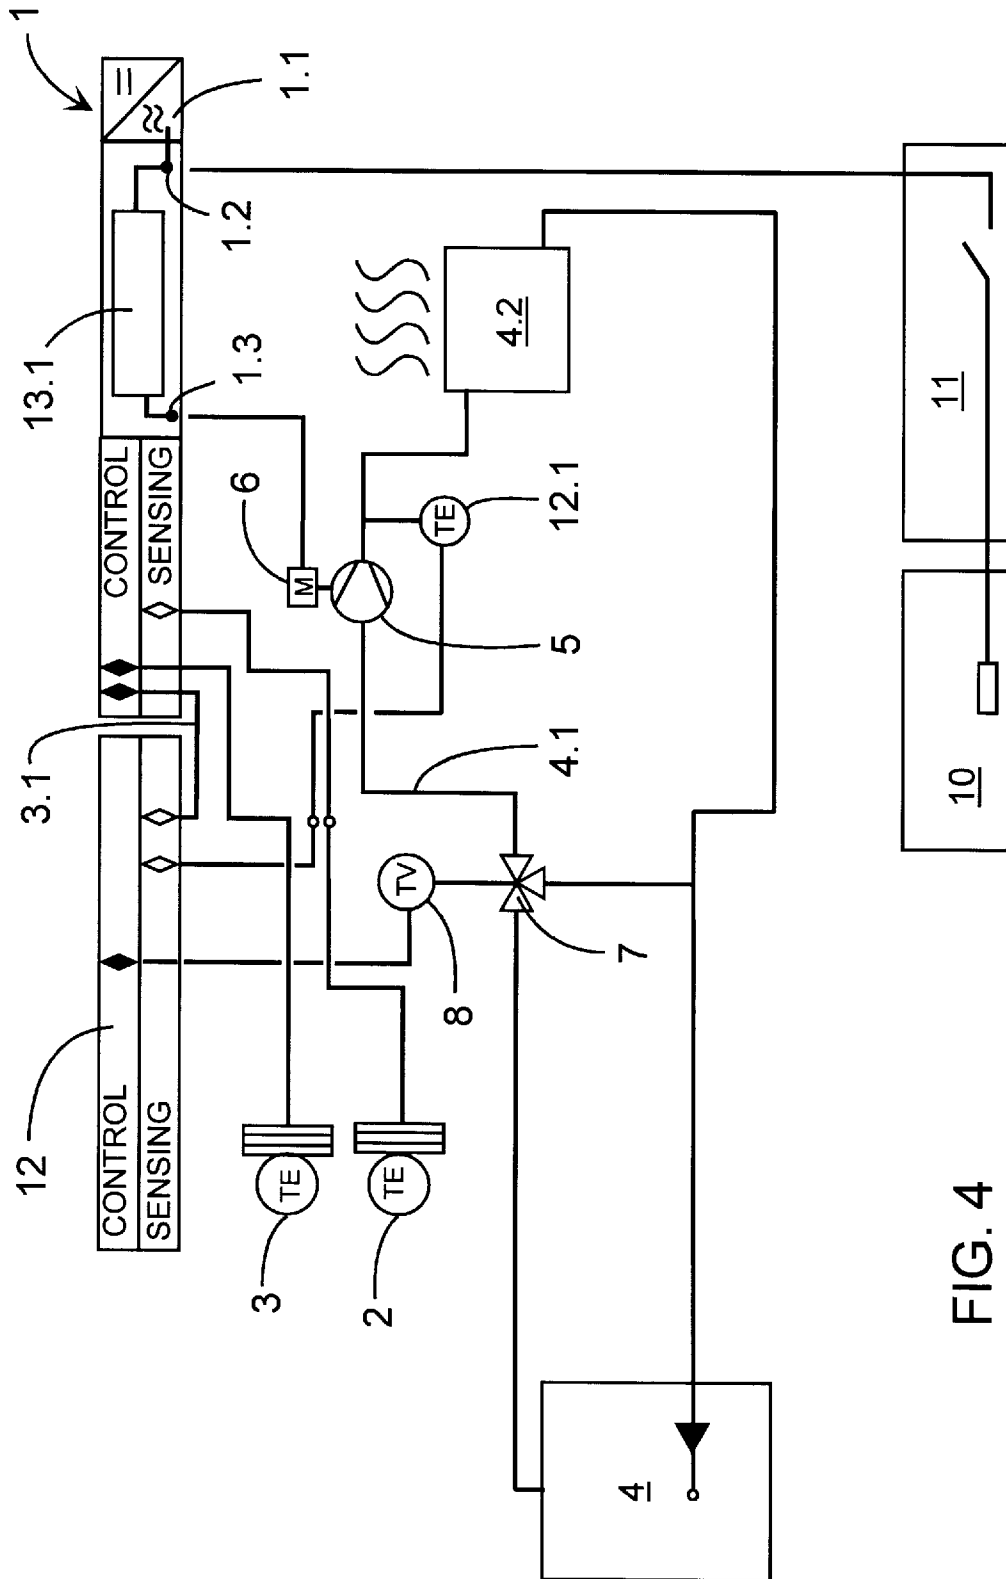 1
1.1
1.2
13.1
1.3
CONTROL
SENSING
6
M
TE
12.1
5
4.2
11
3.1
4.1
10
TV
8
7
12
CONTROL
SENSING
TE
3
TE
2
4
FIG. 4